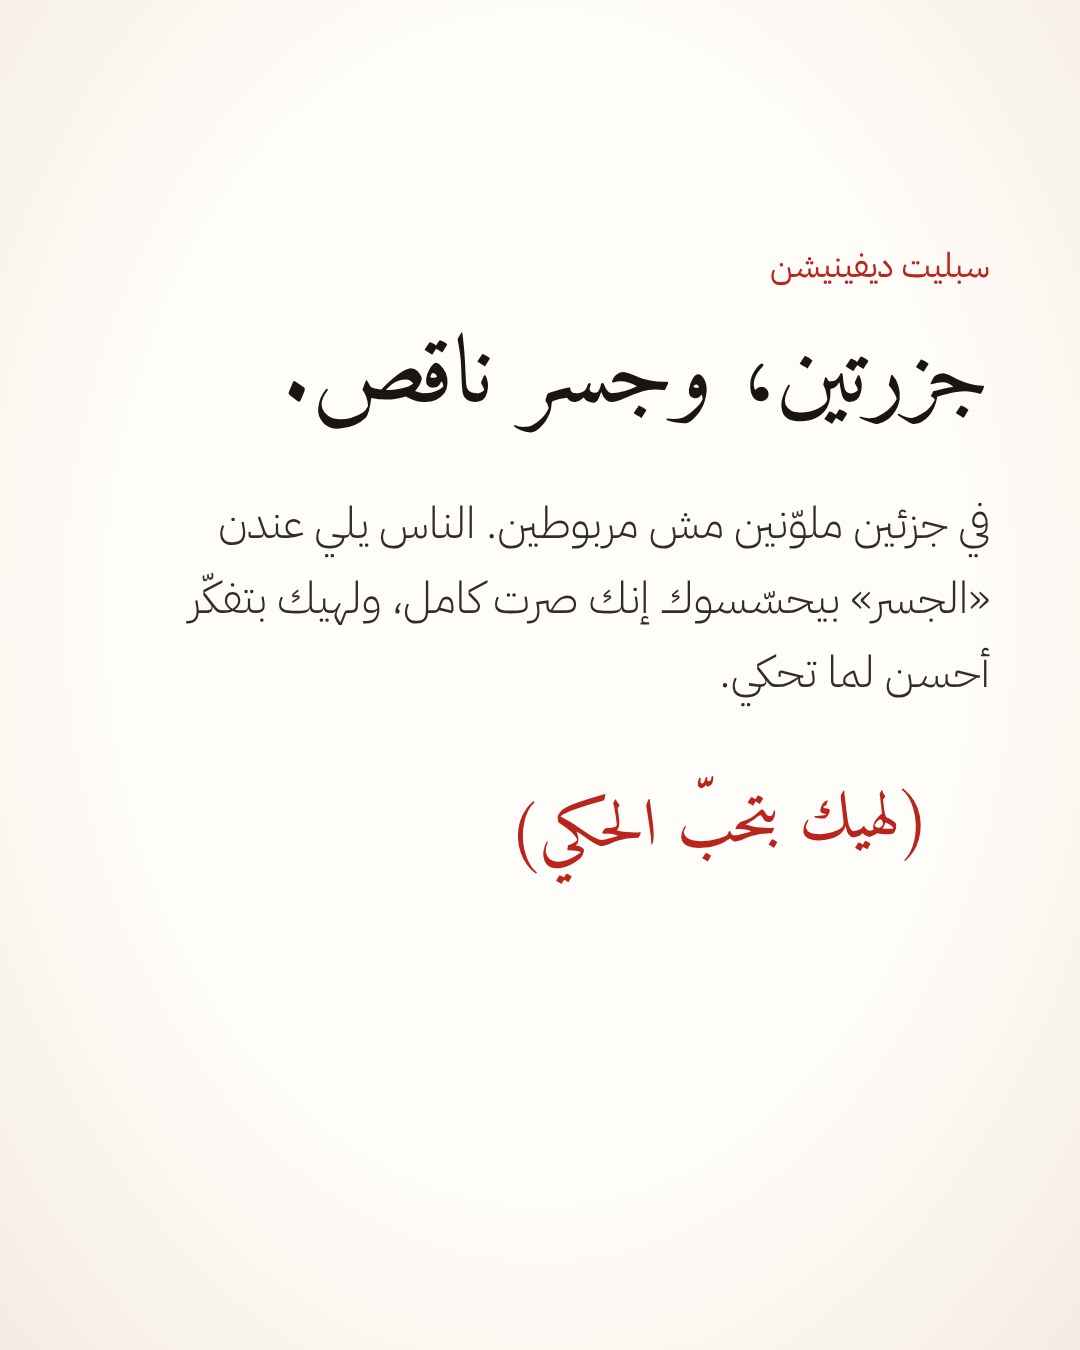 سبليت ديفينيشن
جزرتين، وجسر ناقص.
في جزئين ملوّنين مش مربوطين. الناس يلي عندن
«الجسر» بيحسّسوك إنك صرت كامل، ولهيك بتفكّر
أحسن لما تحكي.
(لهيك بتحبّ الحكي)